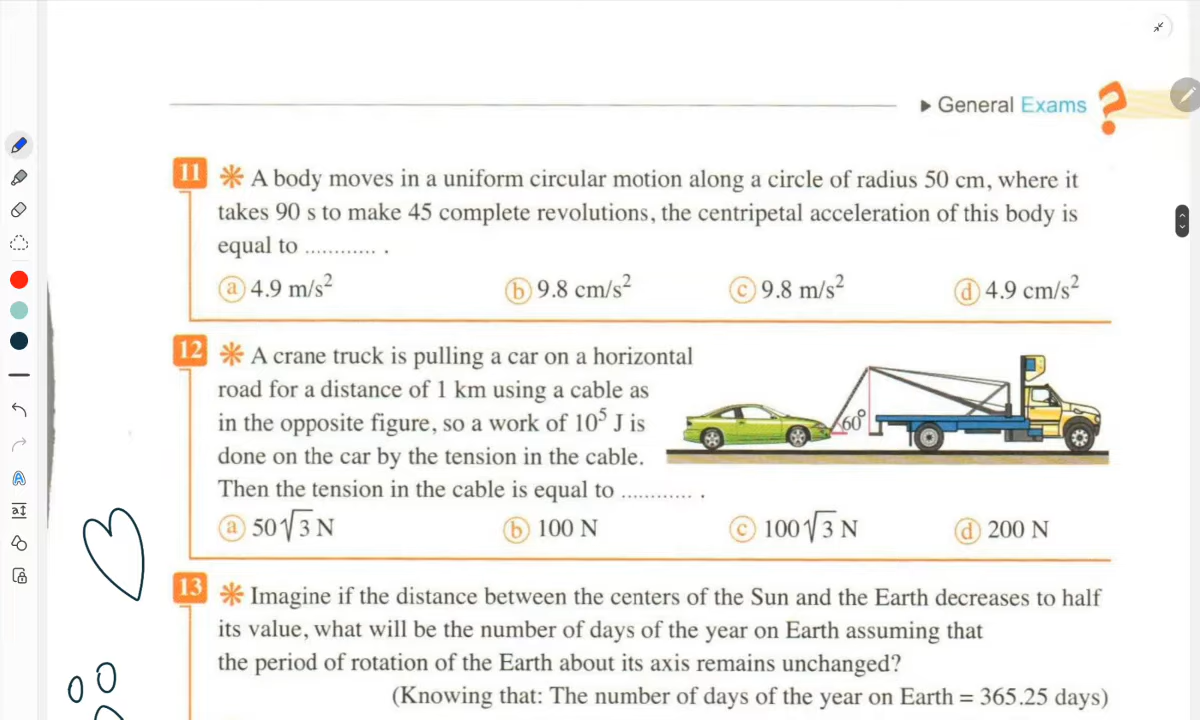 ▶ General Exams ?
11 * A body moves in a uniform circular motion along a circle of radius 50 cm, where it
takes 90 s to make 45 complete revolutions, the centripetal acceleration of this body is
equal to ............ .
ⓐ 4.9 m/s² ⓑ 9.8 cm/s² ⓒ 9.8 m/s² ⓓ 4.9 cm/s²
12 * A crane truck is pulling a car on a horizontal
road for a distance of 1 km using a cable as
in the opposite figure, so a work of 10⁵ J is
done on the car by the tension in the cable.
Then the tension in the cable is equal to ............ .
60°
ⓐ 50√3 N ⓑ 100 N ⓒ 100√3 N ⓓ 200 N
13 * Imagine if the distance between the centers of the Sun and the Earth decreases to half
its value, what will be the number of days of the year on Earth assuming that
the period of rotation of the Earth about its axis remains unchanged?
(Knowing that: The number of days of the year on Earth = 365.25 days)